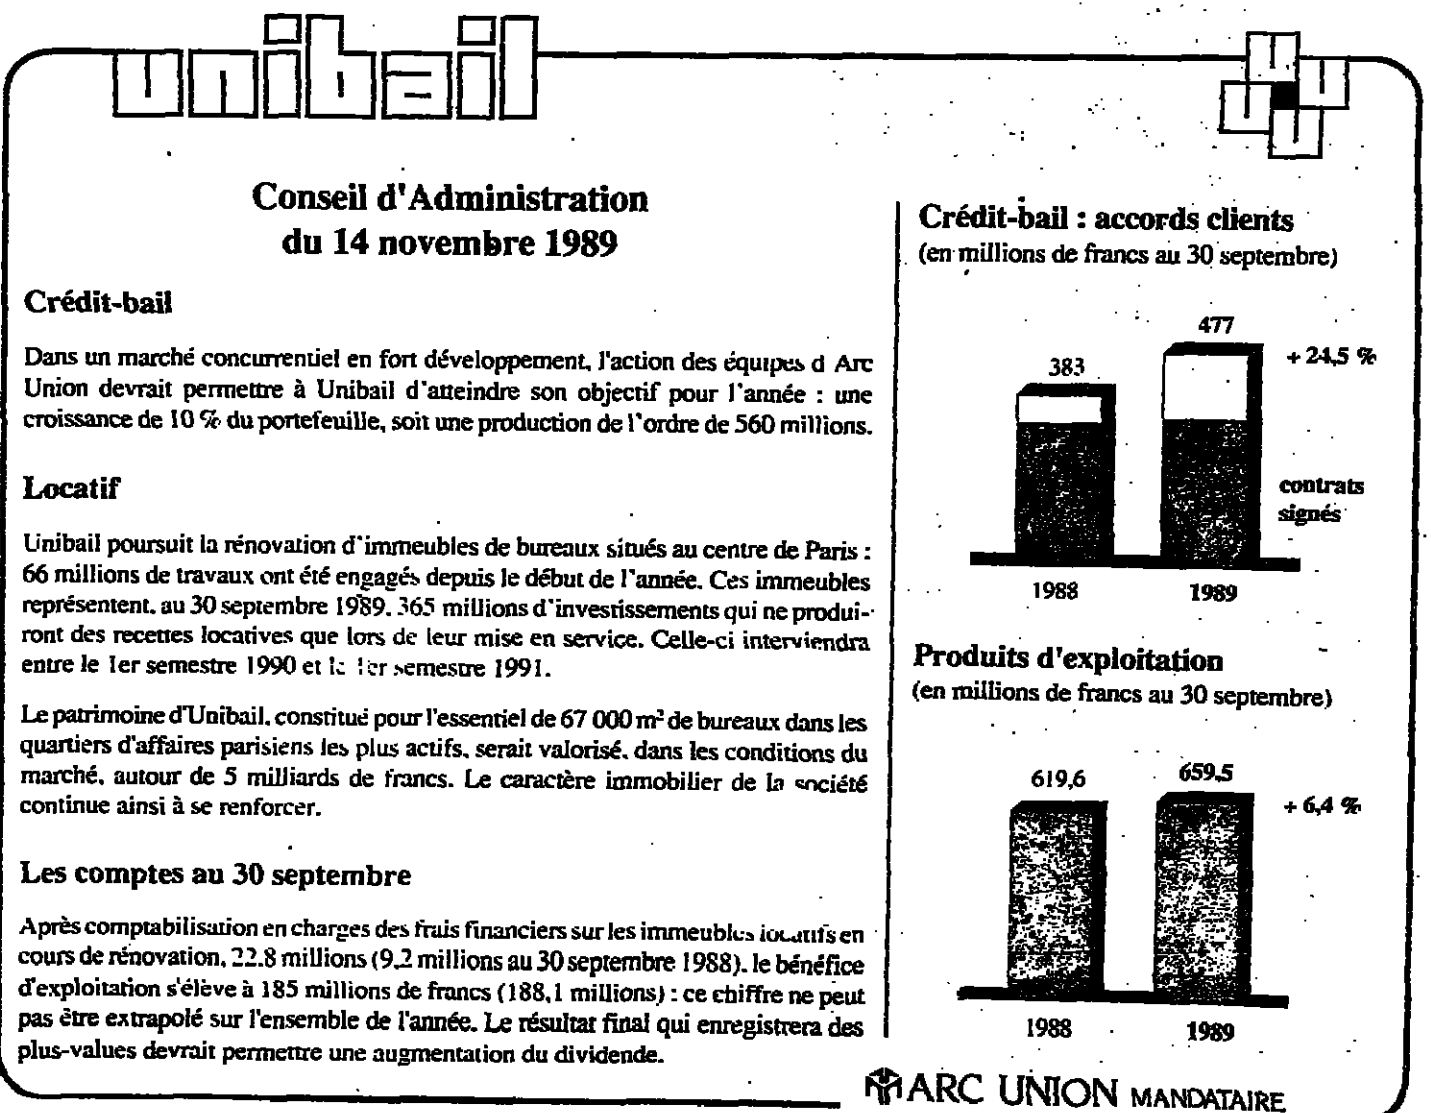 unibail
Conseil d'Administration
du 14 novembre 1989
Crédit-bail
Dans un marché concurrentiel en fort développement, l'action des équipes d Arc
Union devrait permettre à Unibail d'atteindre son objectif pour l'année : une
croissance de 10 % du portefeuille, soit une production de l'ordre de 560 millions.
Locatif
Unibail poursuit la rénovation d'immeubles de bureaux situés au centre de Paris :
66 millions de travaux ont été engagés depuis le début de l'année. Ces immeubles
représentent, au 30 septembre 1989, 365 millions d'investissements qui ne produi-
ront des recettes locatives que lors de leur mise en service. Celle-ci interviendra
entre le 1er semestre 1990 et le 1er semestre 1991.
Le patrimoine d'Unibail, constitué pour l'essentiel de 67 000 m² de bureaux dans les
quartiers d'affaires parisiens les plus actifs, serait valorisé, dans les conditions du
marché, autour de 5 milliards de francs. Le caractère immobilier de la société
continue ainsi à se renforcer.
Les comptes au 30 septembre
Après comptabilisation en charges des frais financiers sur les immeubles locatifs en
cours de rénovation, 22.8 millions (9,2 millions au 30 septembre 1988), le bénéfice
d'exploitation s'élève à 185 millions de francs (188,1 millions) : ce chiffre ne peut
pas être extrapolé sur l'ensemble de l'année. Le résultat final qui enregistrera des
plus-values devrait permettre une augmentation du dividende.
Crédit-bail : accords clients
(en millions de francs au 30 septembre)
477
+ 24,5 %
383
contrats
signés
1988 1989
Produits d'exploitation
(en millions de francs au 30 septembre)
619,6 659,5
+ 6,4 %
1988 1989
ARC UNION MANDATAIRE